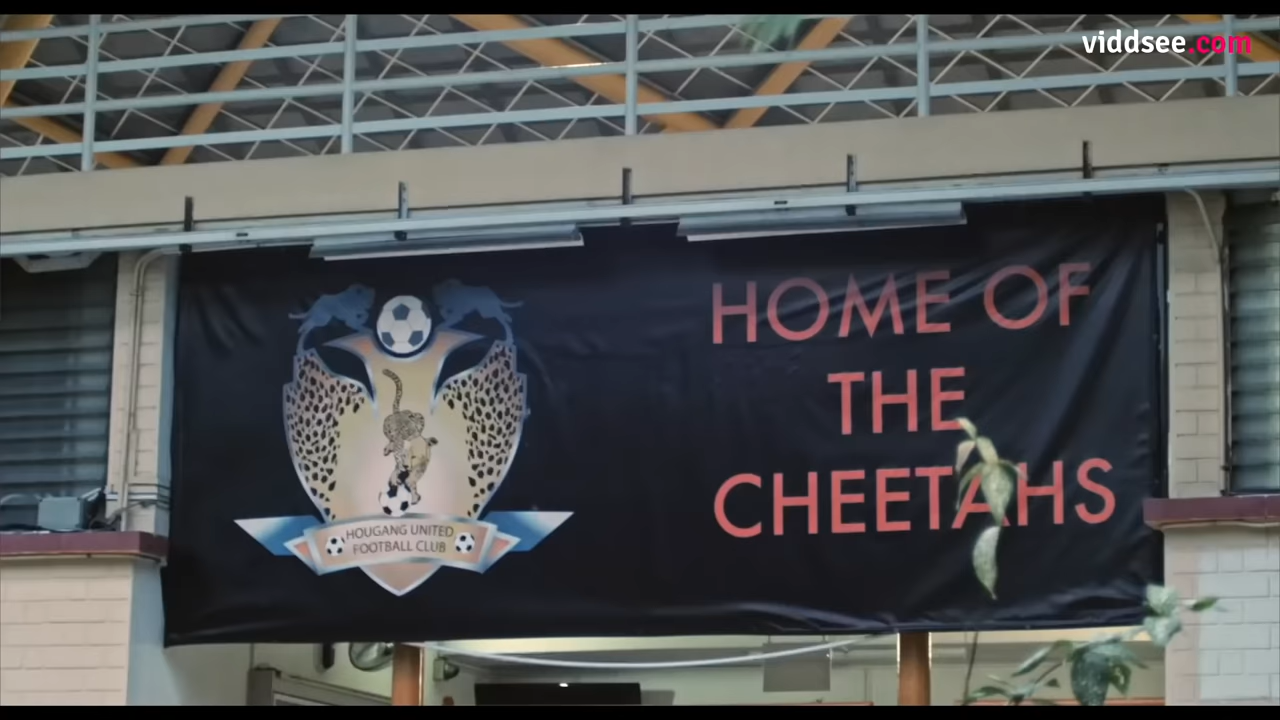 viddsee.com
HOME OF
THE
CHEETAHS
HOUGANG UNITED
FOOTBALL CLUB